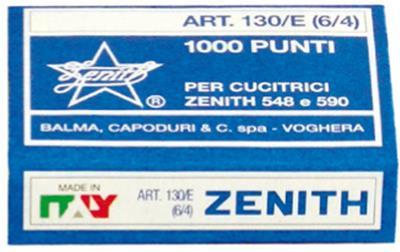 ART. 130/E (6/4)
1000 PUNTI
Zenith
®
PER CUCITRICI
ZENITH 548 e 590
BALMA, CAPODURI & C. spa - VOGHERA
MADE IN
ITALY
ART. 130/E
(6/4)
ZENITH